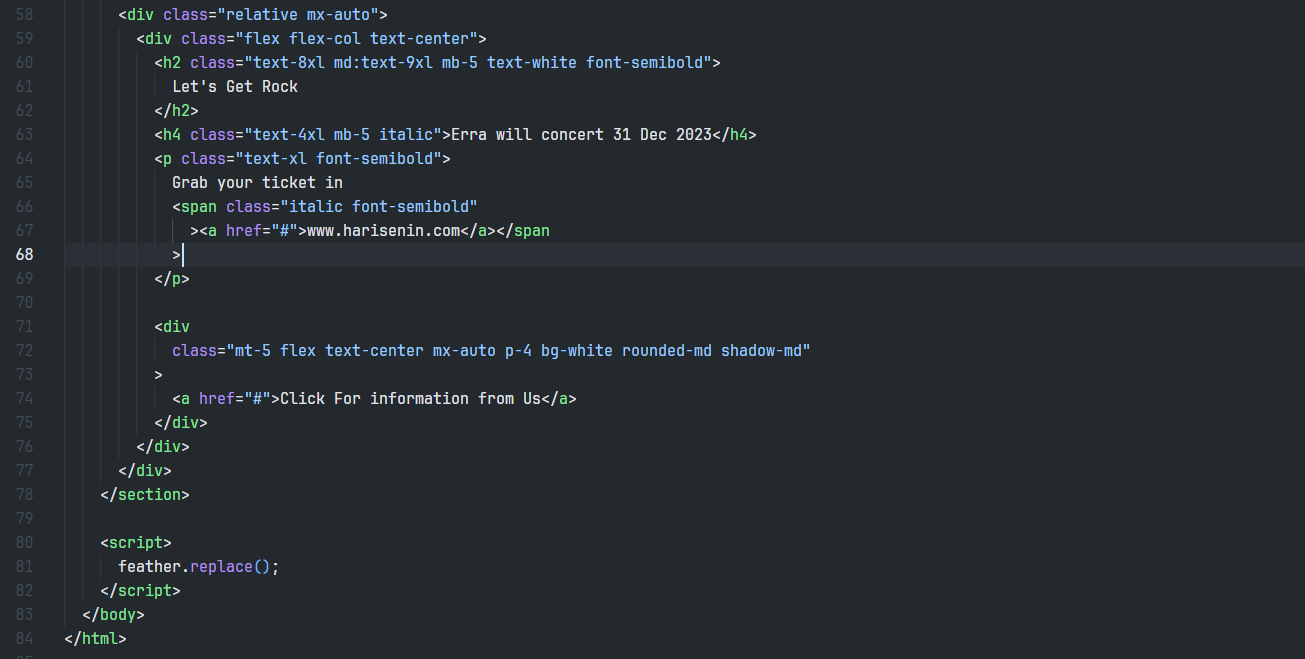 58 <div class="relative mx-auto">
59 <div class="flex flex-col text-center">
60 <h2 class="text-8xl md:text-9xl mb-5 text-white font-semibold">
61 Let's Get Rock
62 </h2>
63 <h4 class="text-4xl mb-5 italic">Erra will concert 31 Dec 2023</h4>
64 <p class="text-xl font-semibold">
65 Grab your ticket in
66 <span class="italic font-semibold"
67 ><a href="#">www.harisenin.com</a></span
68 >
69 </p>
70
71 <div
72 class="mt-5 flex text-center mx-auto p-4 bg-white rounded-md shadow-md"
73 >
74 <a href="#">Click For information from Us</a>
75 </div>
76 </div>
77 </div>
78 </section>
79
80 <script>
81 feather.replace();
82 </script>
83 </body>
84 </html>